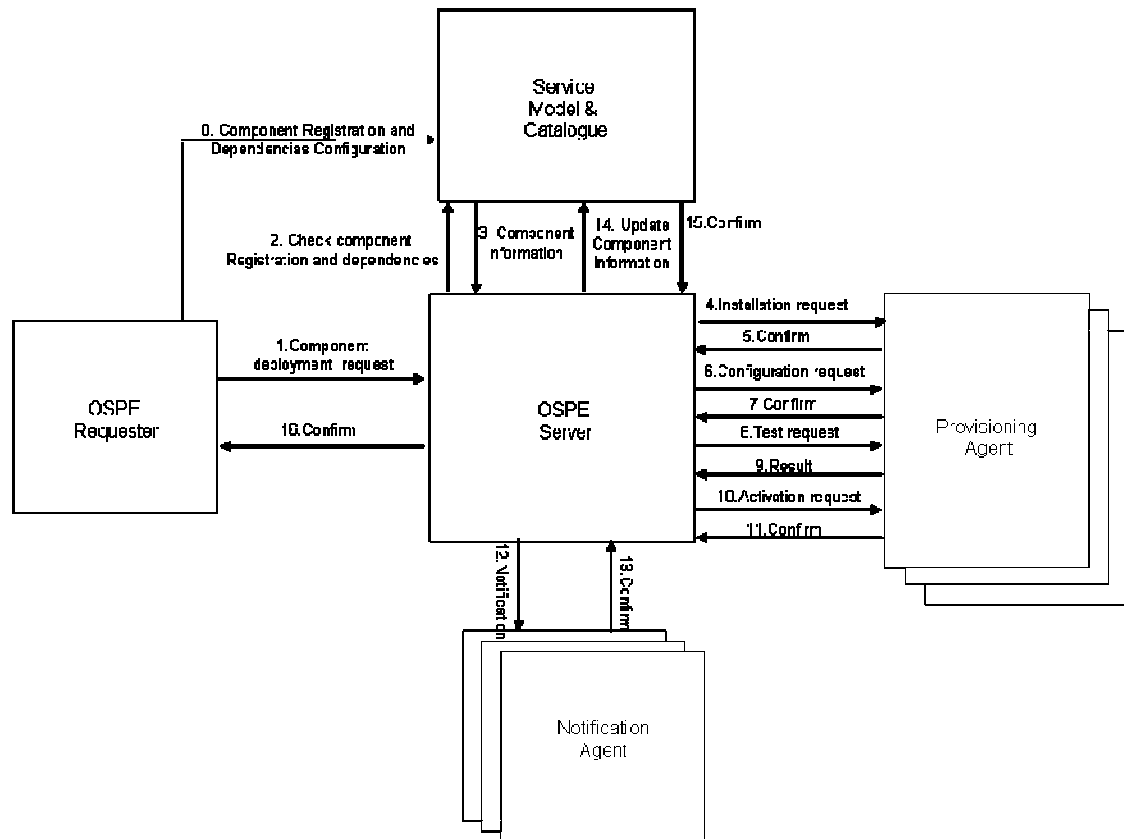 Service
Model &
Catalogue
0. Component Registration and
Dependencies Configuration
2. Check component
Registration and dependencies
3. Component
Information
14. Update
Component
Information
15.Confirm
4.Installation request
5.Confirm
6.Configuration request
7.Confirm
8.Test request
9.Result
10.Activation request
11.Confirm
1.Component
deployment request
16.Confirm
OSPE
Requester
OSPE
Server
Provisioning
Agent
12.Notification
13.Confirm
Notification
Agent